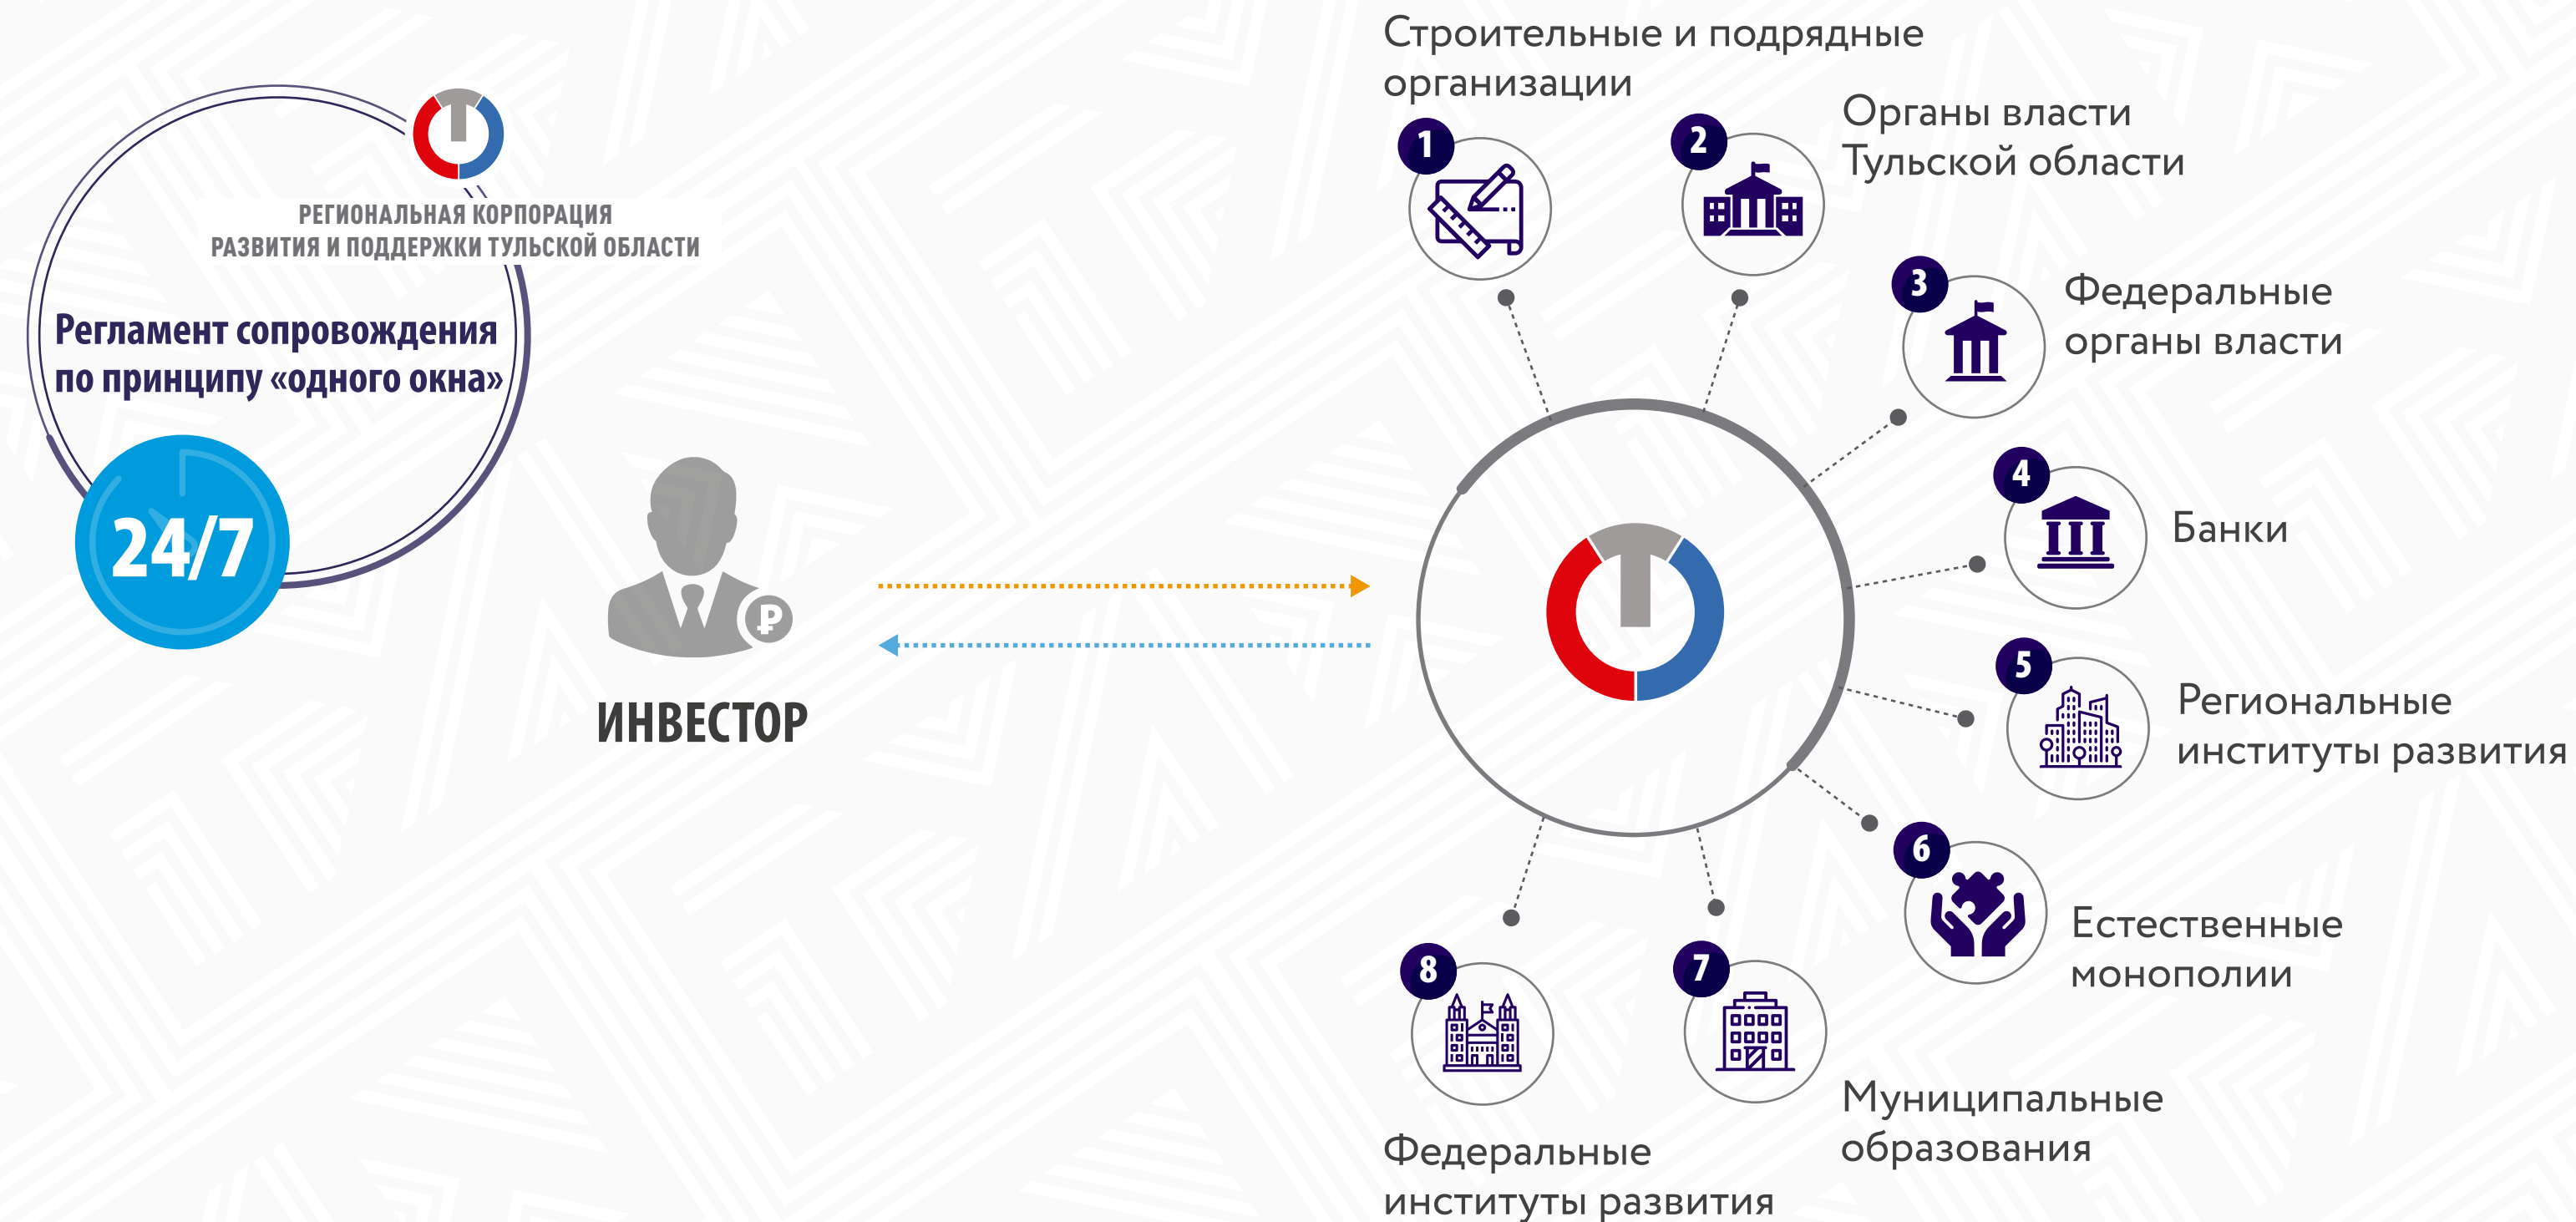 РЕГИОНАЛЬНАЯ КОРПОРАЦИЯ
РАЗВИТИЯ И ПОДДЕРЖКИ ТУЛЬСКОЙ ОБЛАСТИ
Регламент сопровождения
по принципу «одного окна»
24/7
₽
ИНВЕСТОР
Строительные и подрядные
организации
1
2
Органы власти
Тульской области
3
Федеральные
органы власти
4
Банки
5
Региональные
институты развития
6
Естественные
монополии
7
Муниципальные
образования
8
Федеральные
институты развития